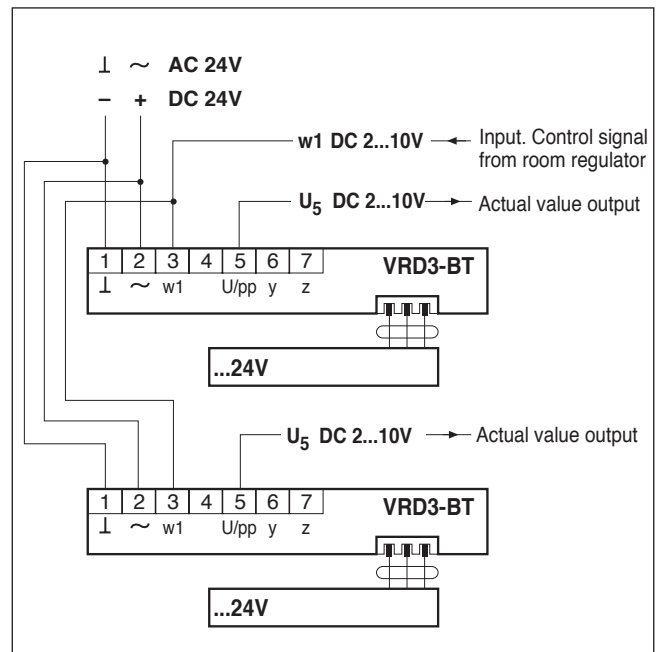 ⊥ ~ AC 24V
– + DC 24V
w1 DC 2...10V Input. Control signal
from room regulator
U5 DC 2...10V Actual value output
1 2 3 4 5 6 7 VRD3-BT
⊥ ~ w1 U/pp y z
...24V
U5 DC 2...10V Actual value output
1 2 3 4 5 6 7 VRD3-BT
⊥ ~ w1 U/pp y z
...24V